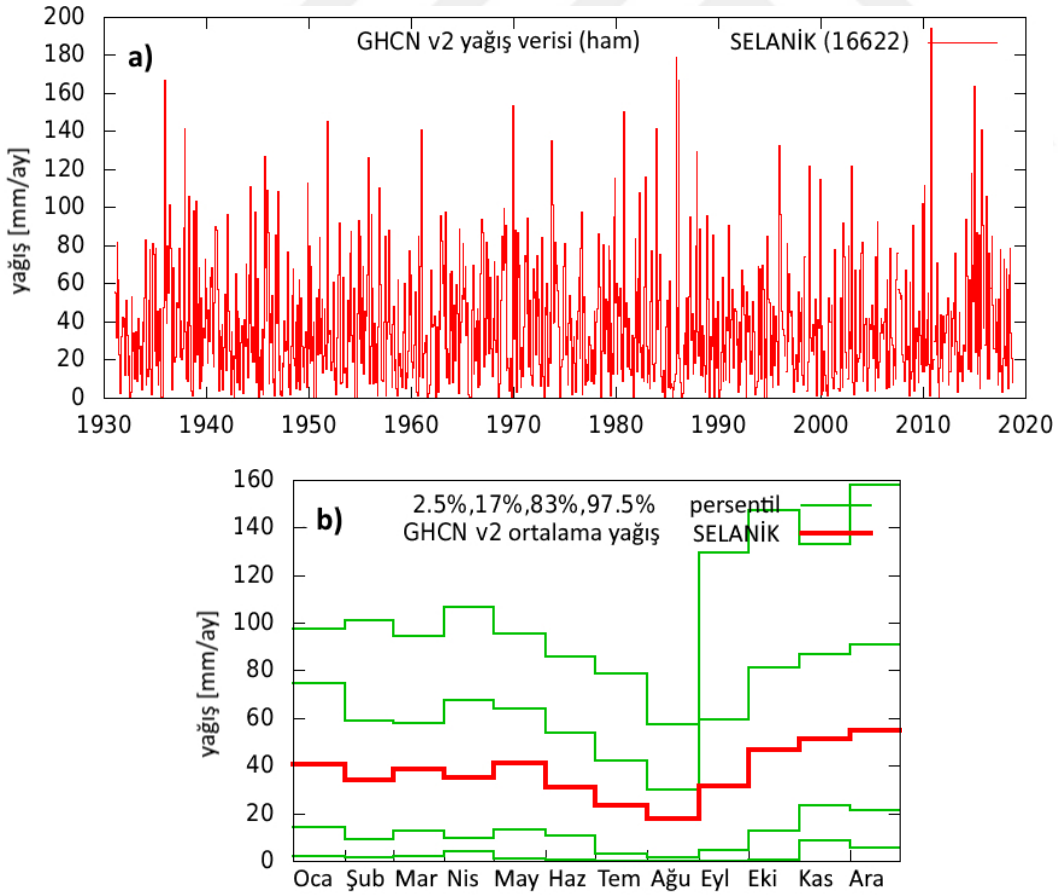 a) GHCN v2 yağış verisi (ham) SELANİK (16622)
yağış [mm/ay]
200
180
160
140
120
100
80
60
40
20
0
1930 1940 1950 1960 1970 1980 1990 2000 2010 2020
b) 2.5%,17%,83%,97.5% persentil
GHCN v2 ortalama yağış SELANİK
yağış [mm/ay]
160
140
120
100
80
60
40
20
0
Oca Şub Mar Nis May Haz Tem Ağu Eyl Eki Kas Ara